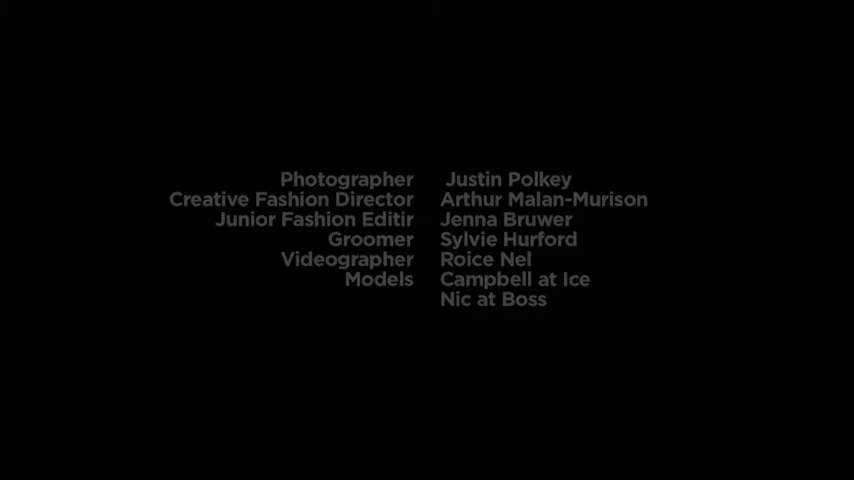 Photographer Justin Polkey
Creative Fashion Director Arthur Malan-Murison
Junior Fashion Editir Jenna Bruwer
Groomer Sylvie Hurford
Videographer Roice Nel
Models Campbell at Ice
Nic at Boss